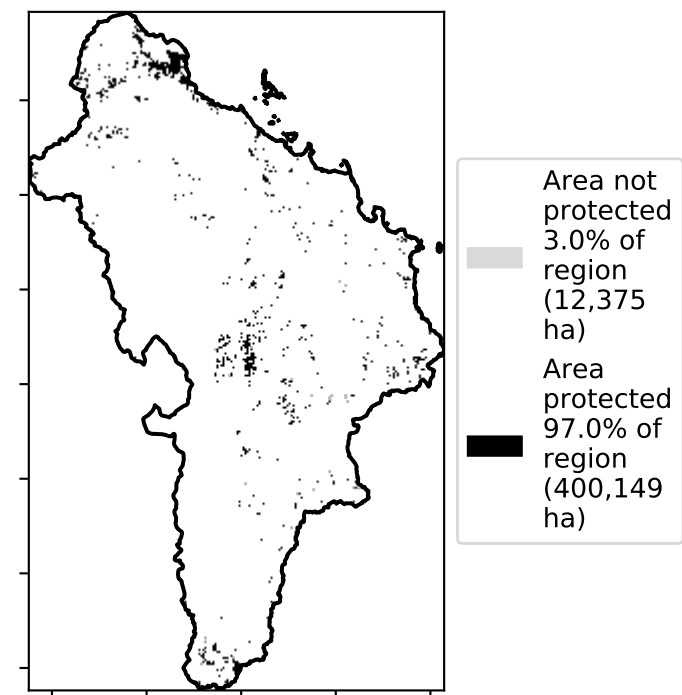 Area not
protected
3.0% of
region
(12,375
ha)
Area
protected
97.0% of
region
(400,149
ha)